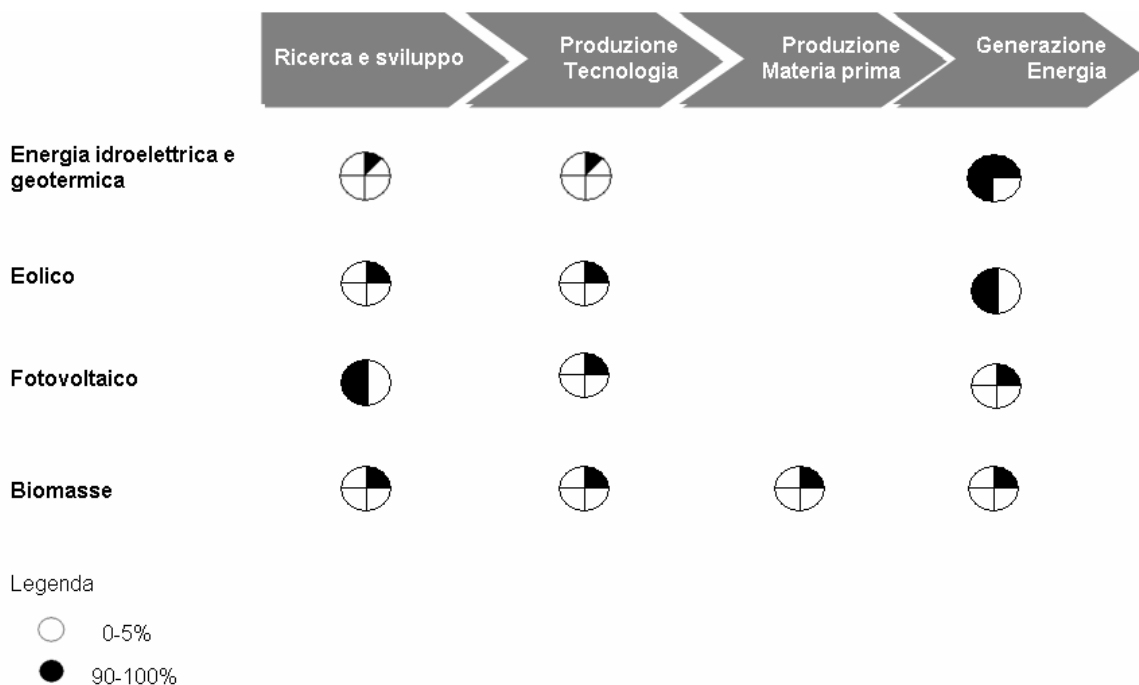 Ricerca e sviluppo
Produzione
Tecnologia
Produzione
Materia prima
Generazione
Energia
Energia idroelettrica e
geotermica
Eolico
Fotovoltaico
Biomasse
Legenda
0-5%
90-100%